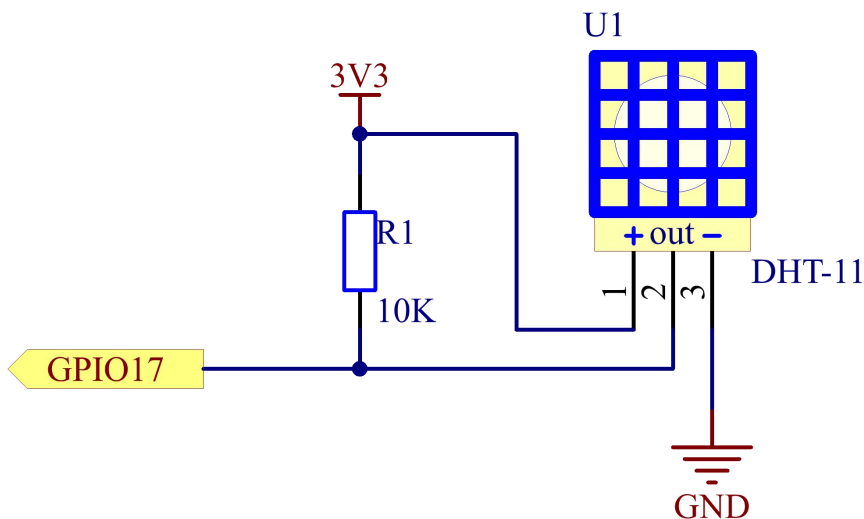 U1
3V3
R1
+ out −
DHT-11
1
2
3
10K
GPIO17
GND